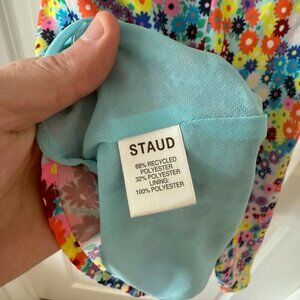 STAUD
68% RECYCLED
POLYESTER
32% POLYESTER
LINING:
100% POLYESTER